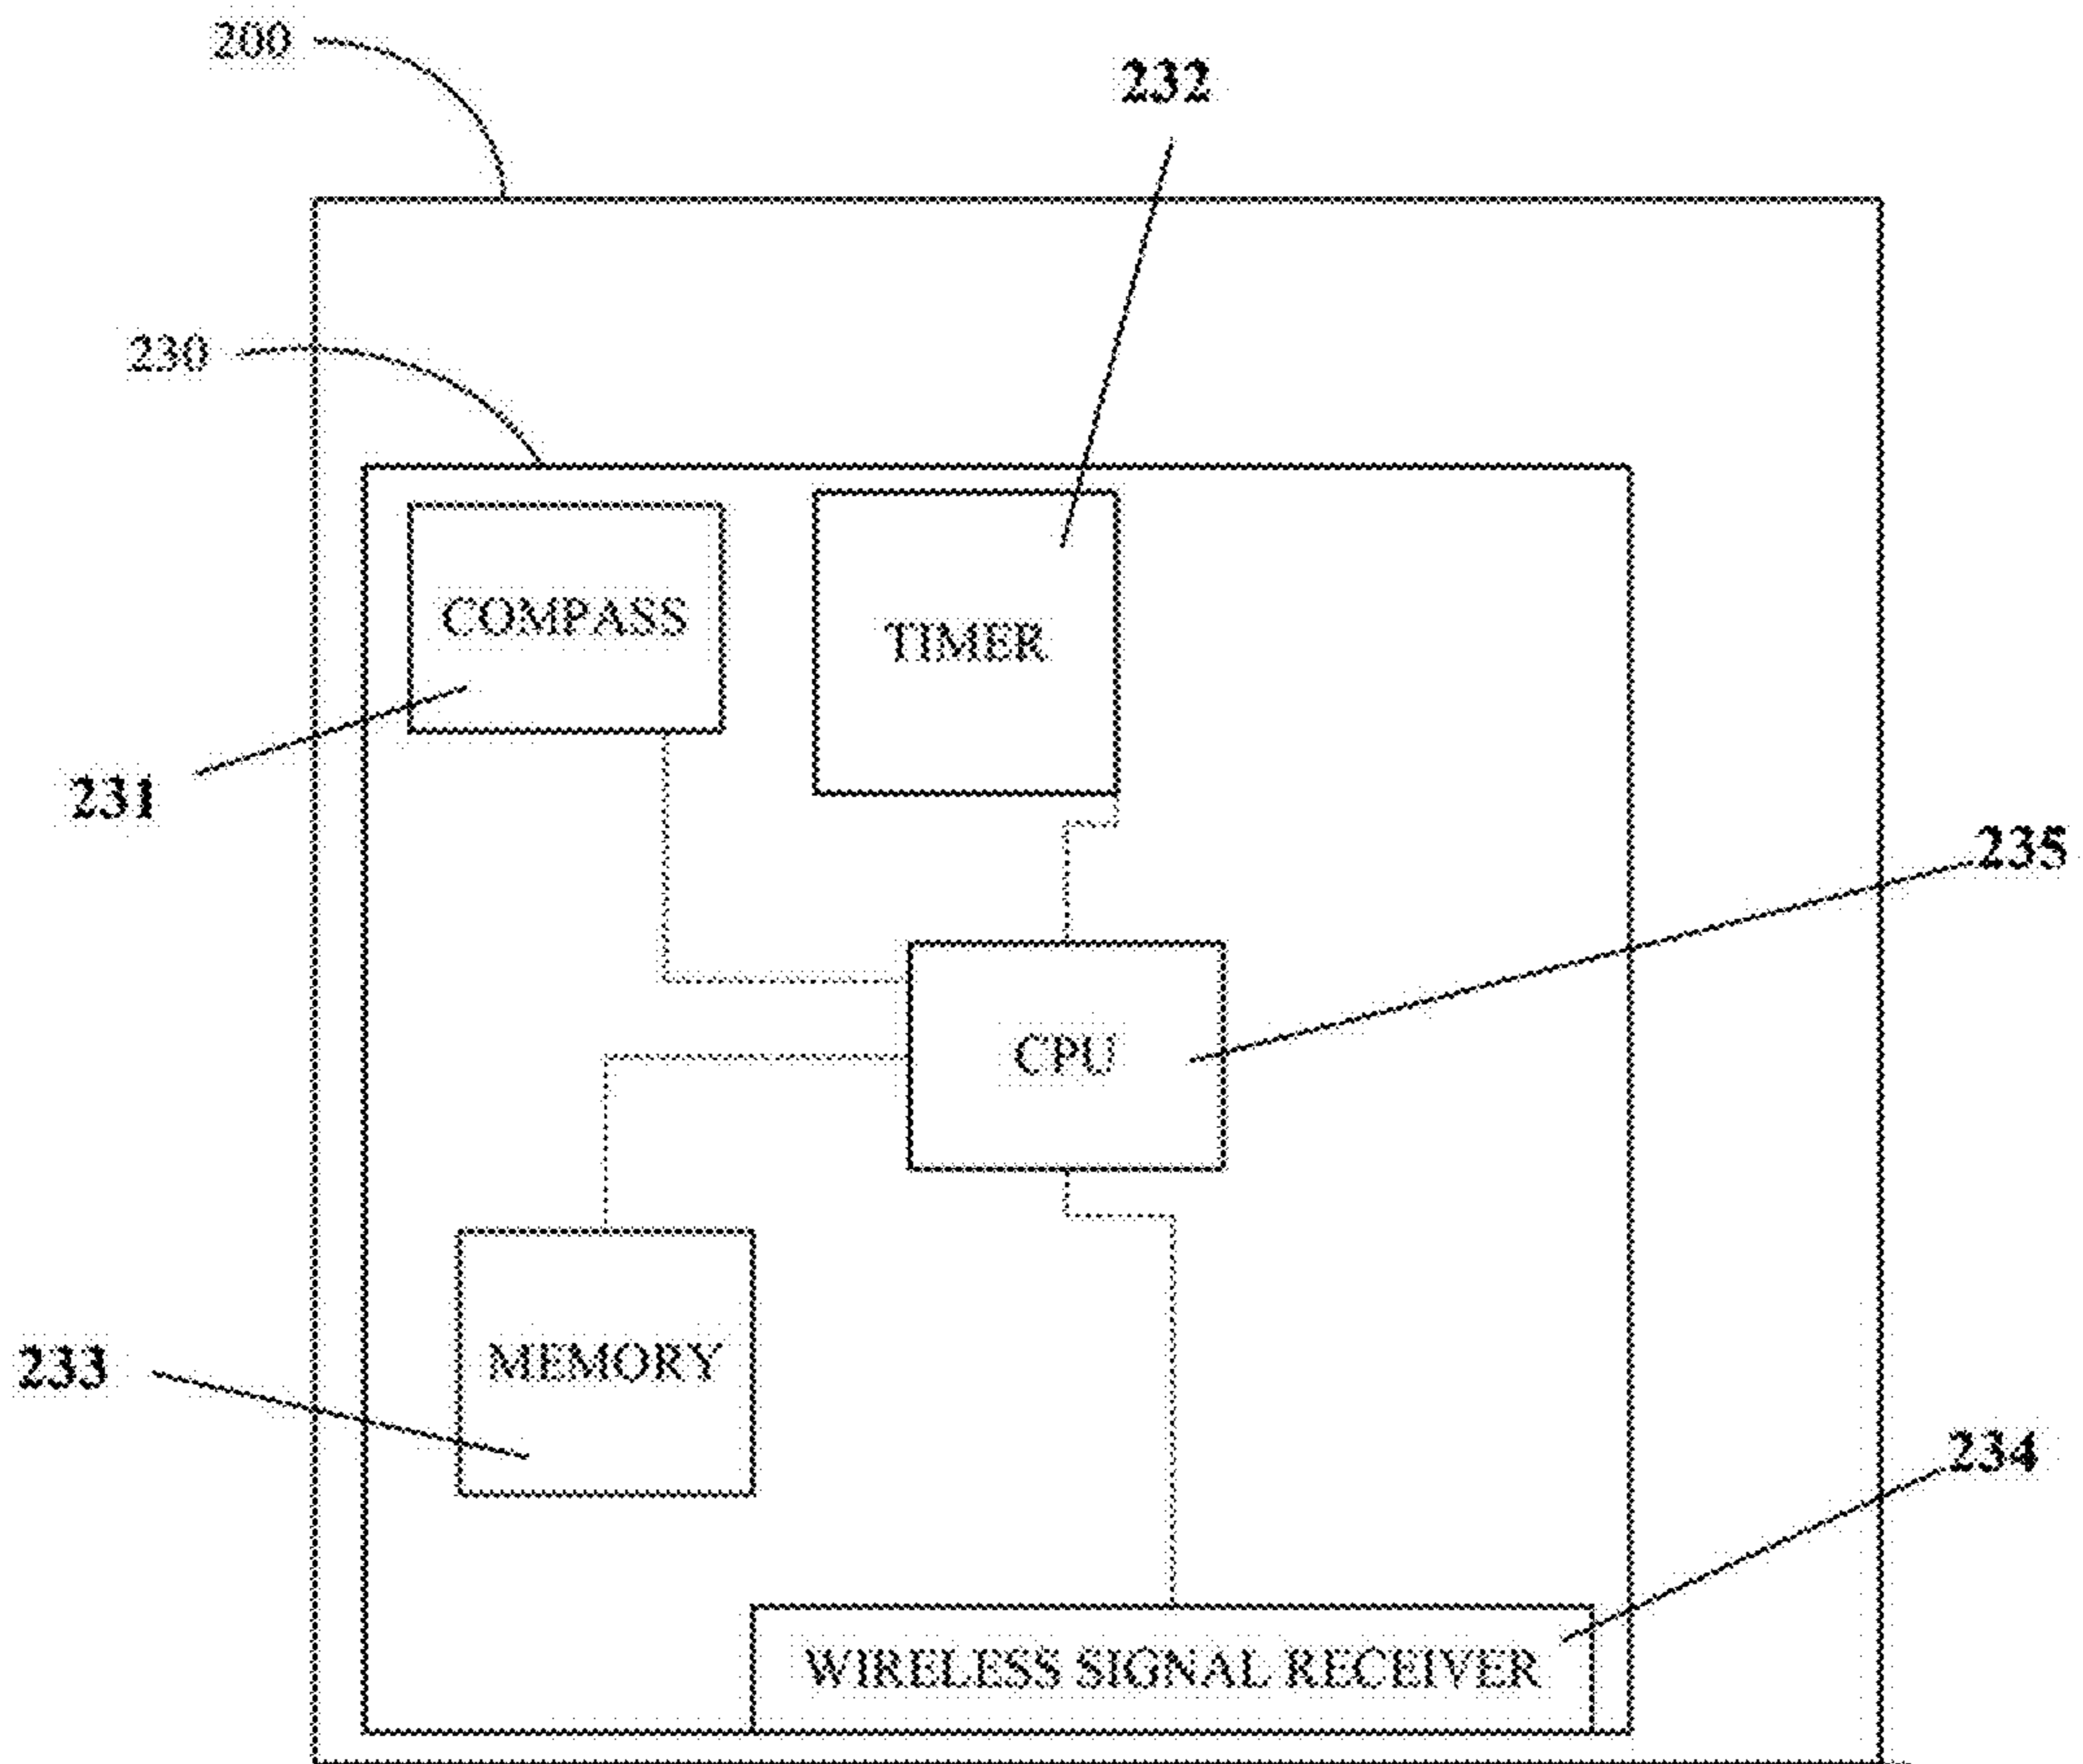 200
232
230
COMPASS
TIMER
231
235
CPU
233
MEMORY
234
WIRELESS SIGNAL RECEIVER